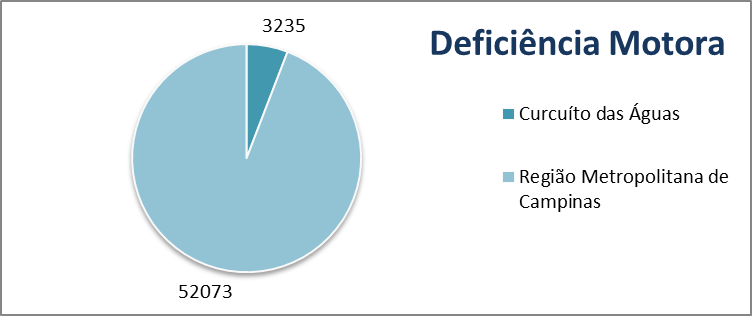 3235
Deficiência Motora
Curcuíto das Águas
Região Metropolitana de
Campinas
52073